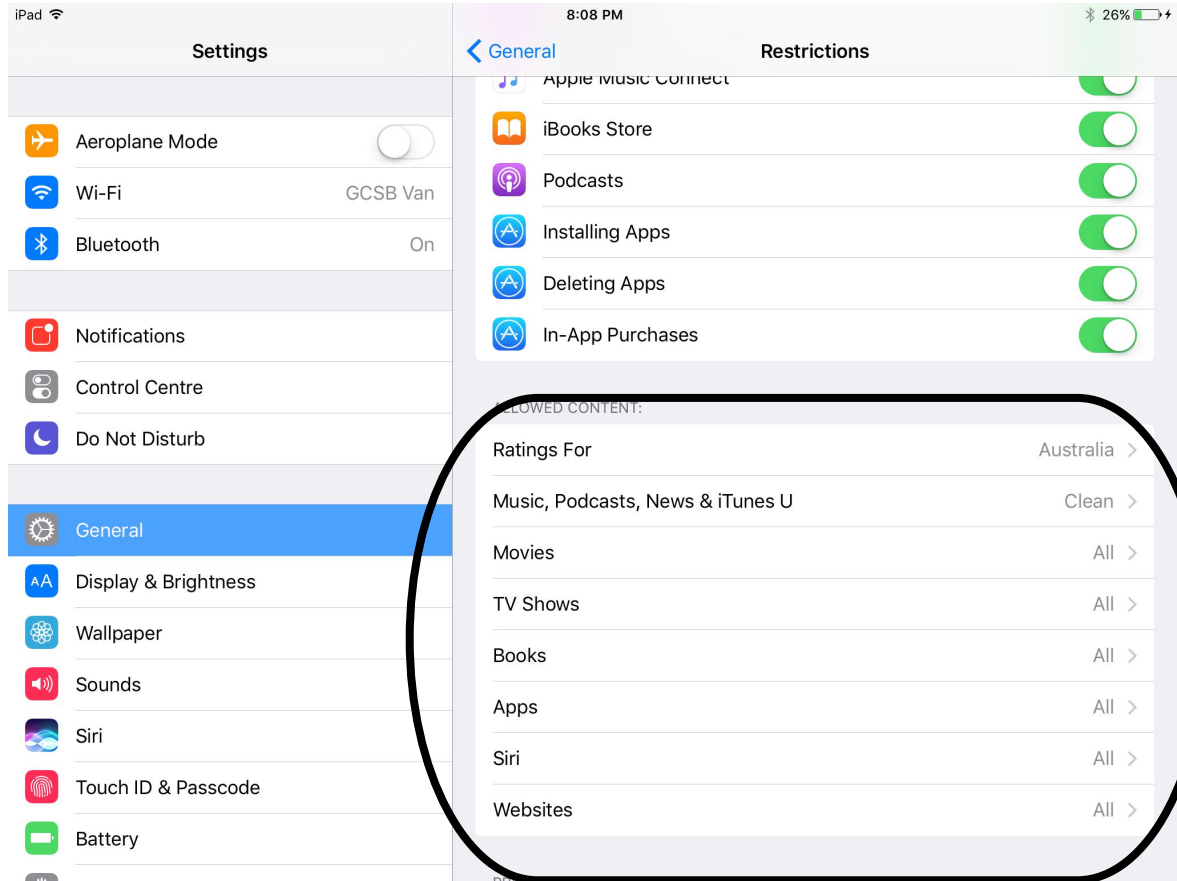 iPad 8:08 PM 26%
Settings
General Restrictions
Aeroplane Mode
Wi-Fi GCSB Van
Bluetooth On
Notifications
Control Centre
Do Not Disturb
General
AA Display & Brightness
Wallpaper
Sounds
Siri
Touch ID & Passcode
Battery
Apple Music Connect
iBooks Store
Podcasts
Installing Apps
Deleting Apps
In-App Purchases
ALLOWED CONTENT:
Ratings For Australia
Music, Podcasts, News & iTunes U Clean
Movies All
TV Shows All
Books All
Apps All
Siri All
Websites All